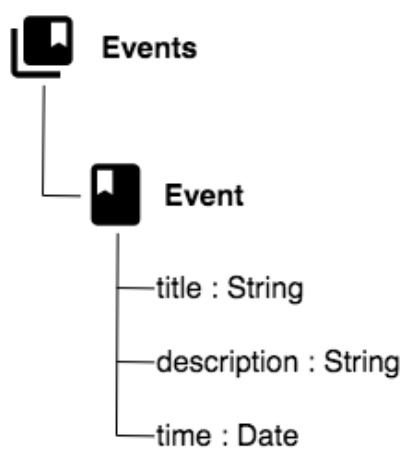 Events
Event
title : String
description : String
time : Date